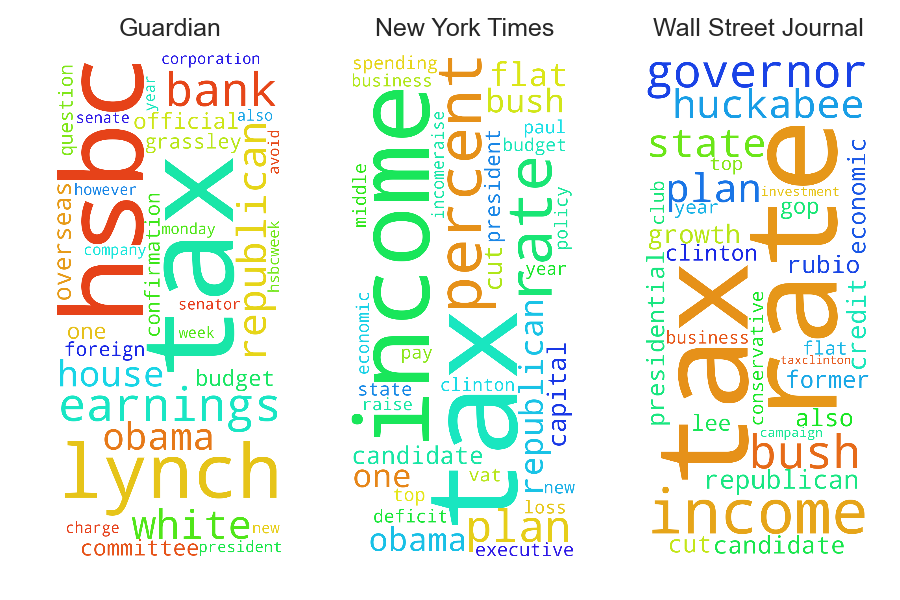 Guardian
corporation
question
year
hsbc
bank
senate
official
also
grassley
avoid
republican
overseas
however
tax
confirmation
monday
company
hsbcweek
senator
one
week
foreign
house
budget
earnings
obama
lynch
charge
white
new
committee
president
New York Times
spending
business
percent
flat
income
bush
incomeraise
paul
president
budget
middle
rate
policy
cut
year
economic
republican
pay
tax
capital
state
clinton
raise
candidate
one
vat
top
new
deficit
loss
plan
obama
executive
Wall Street Journal
governor
huckabee
state
rate
top
economic
plan
investment
club
year
gop
growth
clinton
presidential
rubio
tax
credit
conservative
business
flat
taxclinton
former
lee
also
campaign
bush
republican
income
cut
candidate